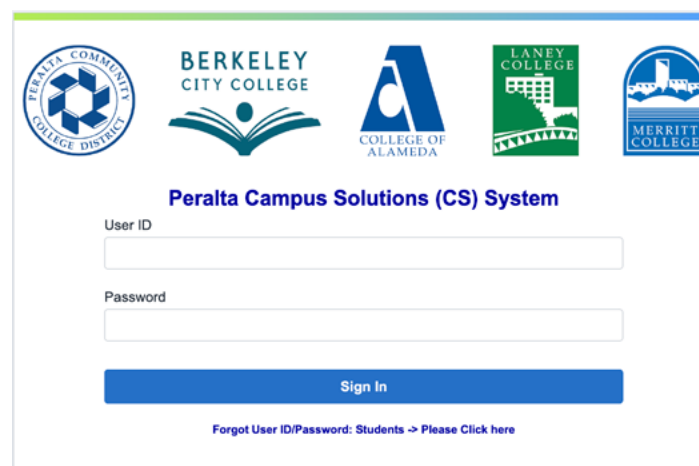 PERALTA COMMUNITY COLLEGE DISTRICT
BERKELEY
CITY COLLEGE
COLLEGE OF
ALAMEDA
LANEY
COLLEGE
MERRITT
COLLEGE
Peralta Campus Solutions (CS) System
User ID
Password
Sign In
Forgot User ID/Password: Students -> Please Click here